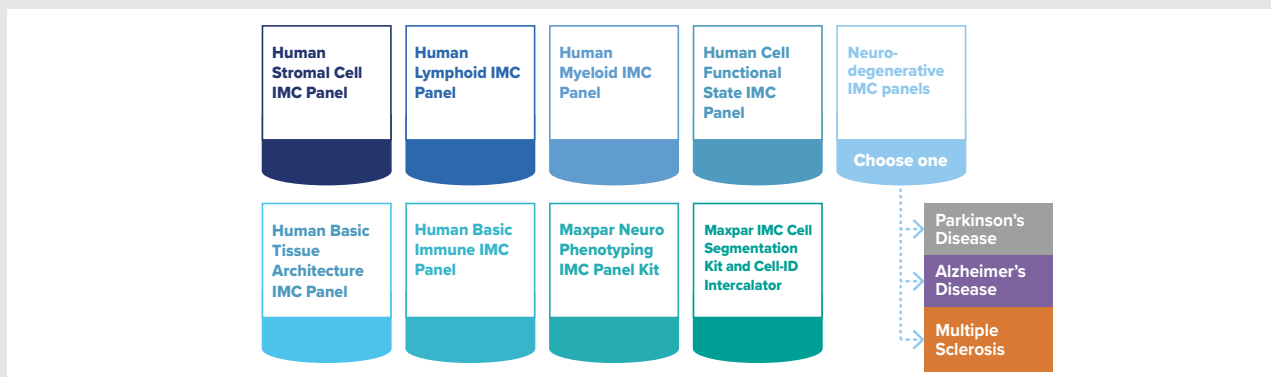 Human
Stromal Cell
IMC Panel
Human
Lymphoid IMC
Panel
Human
Myeloid IMC
Panel
Human Cell
Functional
State IMC
Panel
Neuro-
degenerative
IMC panels
Choose one
Human Basic
Tissue
Architecture
IMC Panel
Human Basic
Immune IMC
Panel
Maxpar Neuro
Phenotyping
IMC Panel Kit
Maxpar IMC Cell
Segmentation
Kit and Cell-ID
Intercalator
Parkinson's
Disease
Alzheimer's
Disease
Multiple
Sclerosis